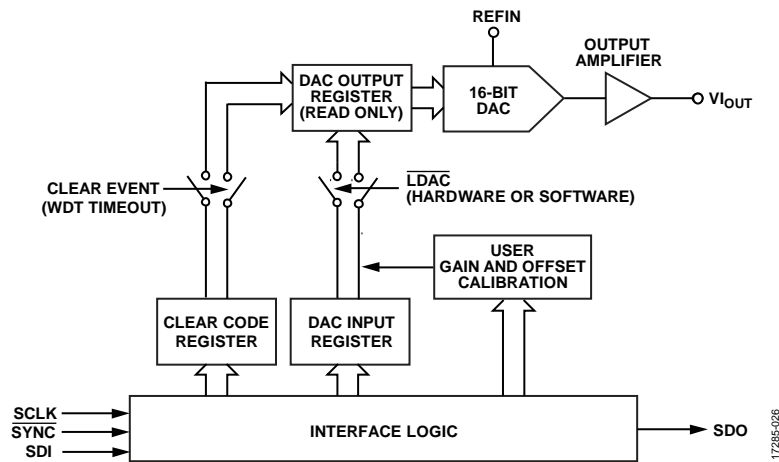 REFIN
OUTPUT
AMPLIFIER
DAC OUTPUT
REGISTER
(READ ONLY)
16-BIT
DAC
VIOUT
CLEAR EVENT
(WDT TIMEOUT)
LDAC
(HARDWARE OR SOFTWARE)
USER
GAIN AND OFFSET
CALIBRATION
CLEAR CODE
REGISTER
DAC INPUT
REGISTER
SCLK
SYNC
SDI
INTERFACE LOGIC
SDO
17285-026